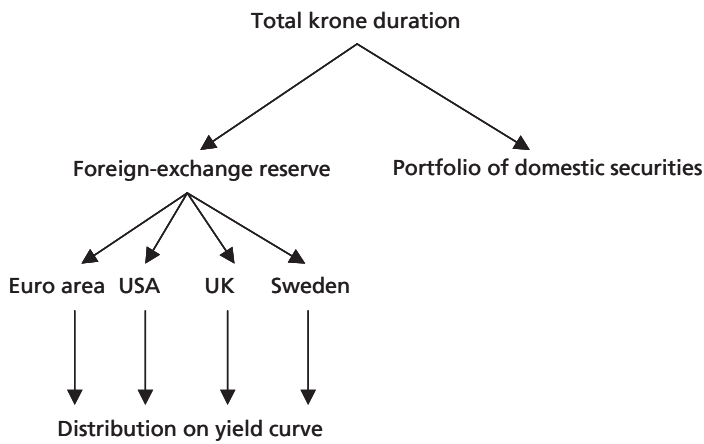 Total krone duration
Foreign-exchange reserve
Portfolio of domestic securities
Euro area
USA
UK
Sweden
Distribution on yield curve